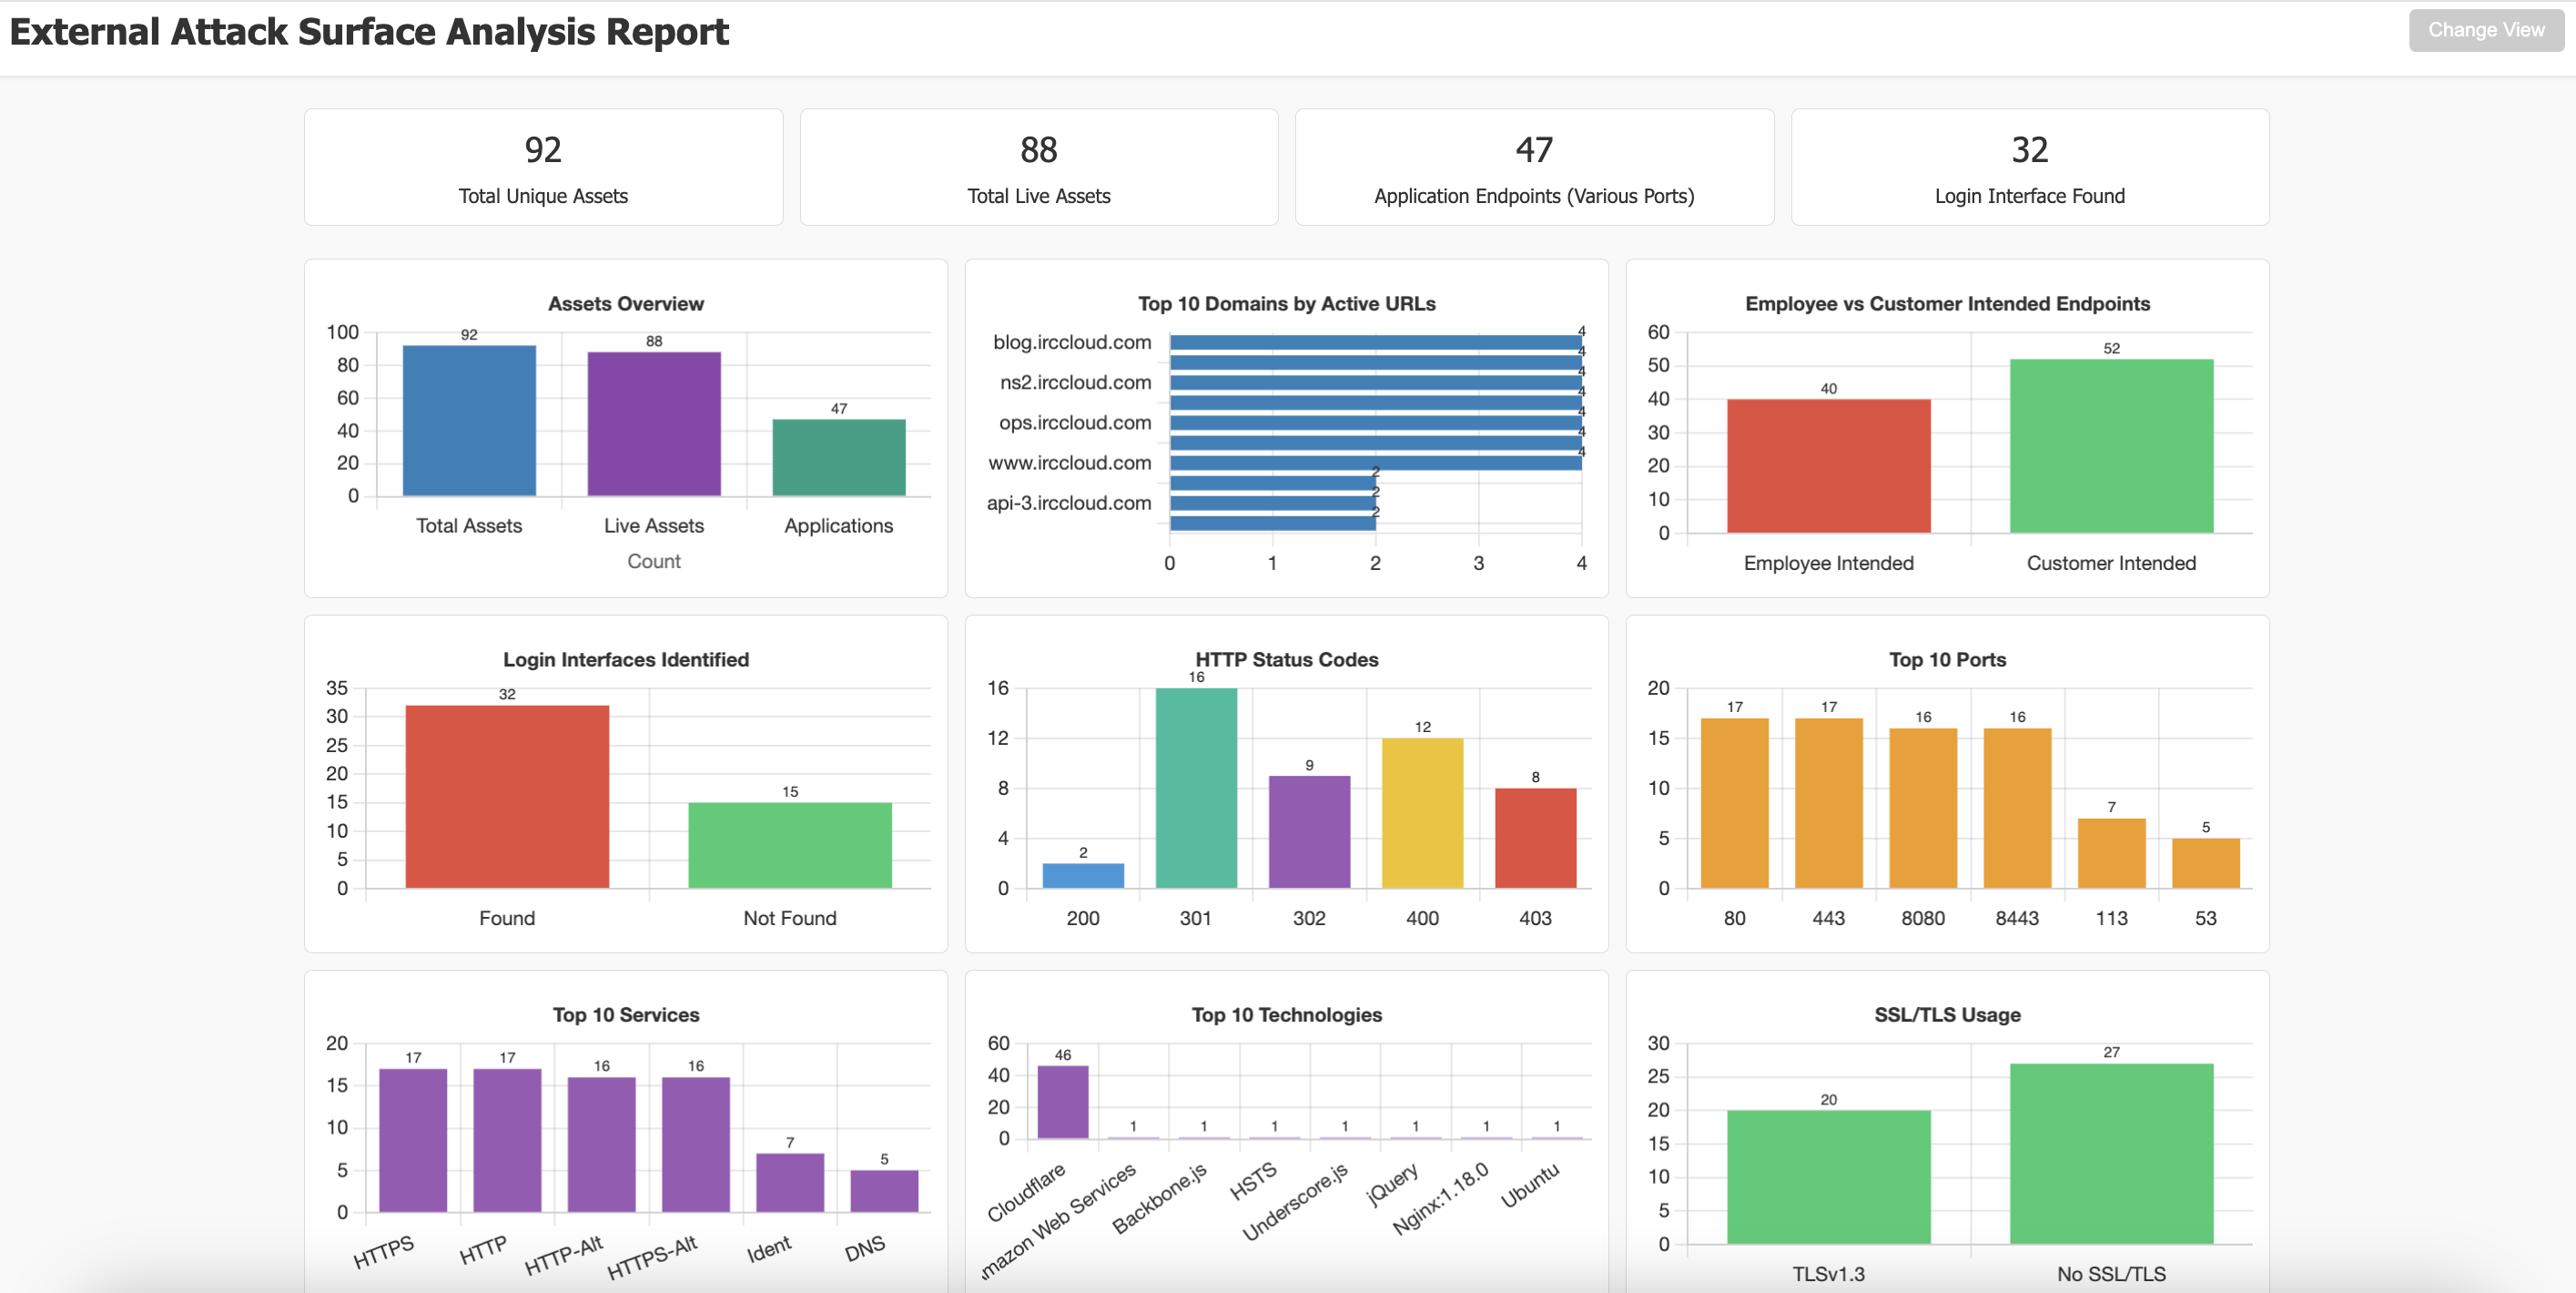 External Attack Surface Analysis Report
Change View
92
Total Unique Assets
88
Total Live Assets
47
Application Endpoints (Various Ports)
32
Login Interface Found
Assets Overview
100
80
60
40
20
0
92
88
47
Total Assets
Live Assets
Applications
Count
Top 10 Domains by Active URLs
blog.irccloud.com
ns2.irccloud.com
ops.irccloud.com
www.irccloud.com
api-3.irccloud.com
4
4
4
4
4
4
4
2
2
2
0
1
2
3
4
Employee vs Customer Intended Endpoints
60
50
40
30
20
10
0
40
52
Employee Intended
Customer Intended
Login Interfaces Identified
35
30
25
20
15
10
5
0
32
15
Found
Not Found
HTTP Status Codes
16
12
8
4
0
2
16
9
12
8
200
301
302
400
403
Top 10 Ports
20
15
10
5
0
17
17
16
16
7
5
80
443
8080
8443
113
53
Top 10 Services
20
15
10
5
0
17
17
16
16
7
5
HTTPS
HTTP
HTTP-Alt
HTTPS-Alt
Ident
DNS
Top 10 Technologies
60
40
20
0
46
1
1
1
1
1
1
1
Cloudflare
mazon Web Services
Backbone.js
HSTS
Underscore.js
jQuery
Nginx:1.18.0
Ubuntu
SSL/TLS Usage
30
25
20
15
10
5
0
20
27
TLSv1.3
No SSL/TLS